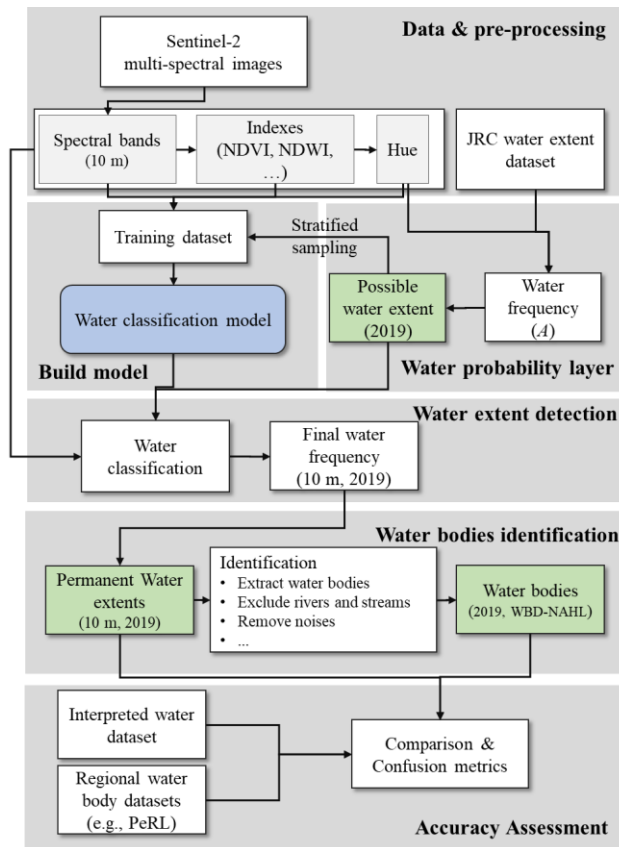 Data & pre-processing
Sentinel-2
multi-spectral images
Spectral bands
(10 m)
Indexes
(NDVI, NDWI,
…)
Hue
JRC water extent
dataset
Training dataset
Stratified
sampling
Water classification model
Build model
Possible
water extent
(2019)
Water
frequency
(A)
Water probability layer
Water extent detection
Water
classification
Final water
frequency
(10 m, 2019)
Water bodies identification
Permanent Water
extents
(10 m, 2019)
Identification
• Extract water bodies
• Exclude rivers and streams
• Remove noises
• ...
Water bodies
(2019, WBD-NAHL)
Interpreted water
dataset
Regional water
body datasets
(e.g., PeRL)
Comparison &
Confusion metrics
Accuracy Assessment